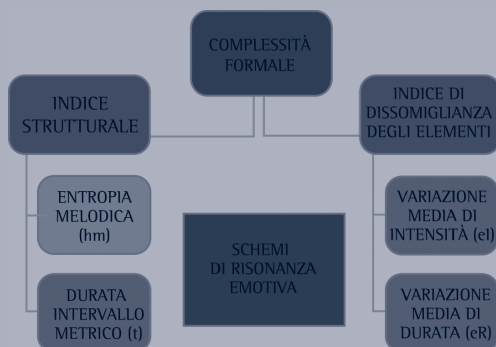 COMPLESSITÀ
FORMALE
INDICE
STRUTTURALE
INDICE DI
DISSOMIGLIANZA
DEGLI ELEMENTI
ENTROPIA
MELODICA
(hm)
DURATA
INTERVALLO
METRICO (t)
SCHEMI
DI RISONANZA
EMOTIVA
VARIAZIONE
MEDIA DI
INTENSITÀ (eI)
VARIAZIONE
MEDIA DI
DURATA (eR)